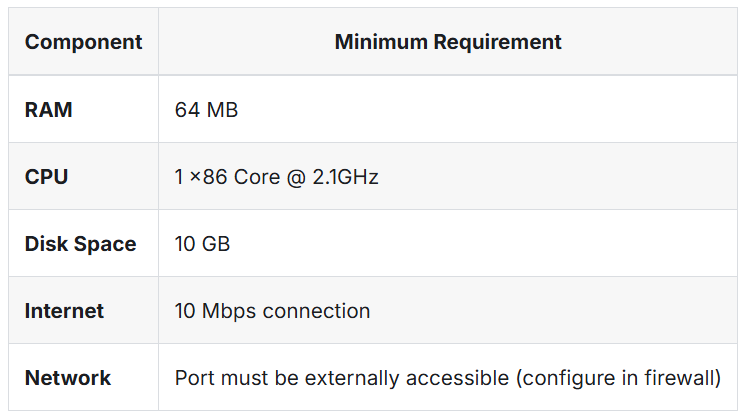 Component Minimum Requirement
RAM 64 MB
CPU 1 ×86 Core @ 2.1GHz
Disk Space 10 GB
Internet 10 Mbps connection
Network Port must be externally accessible (configure in firewall)